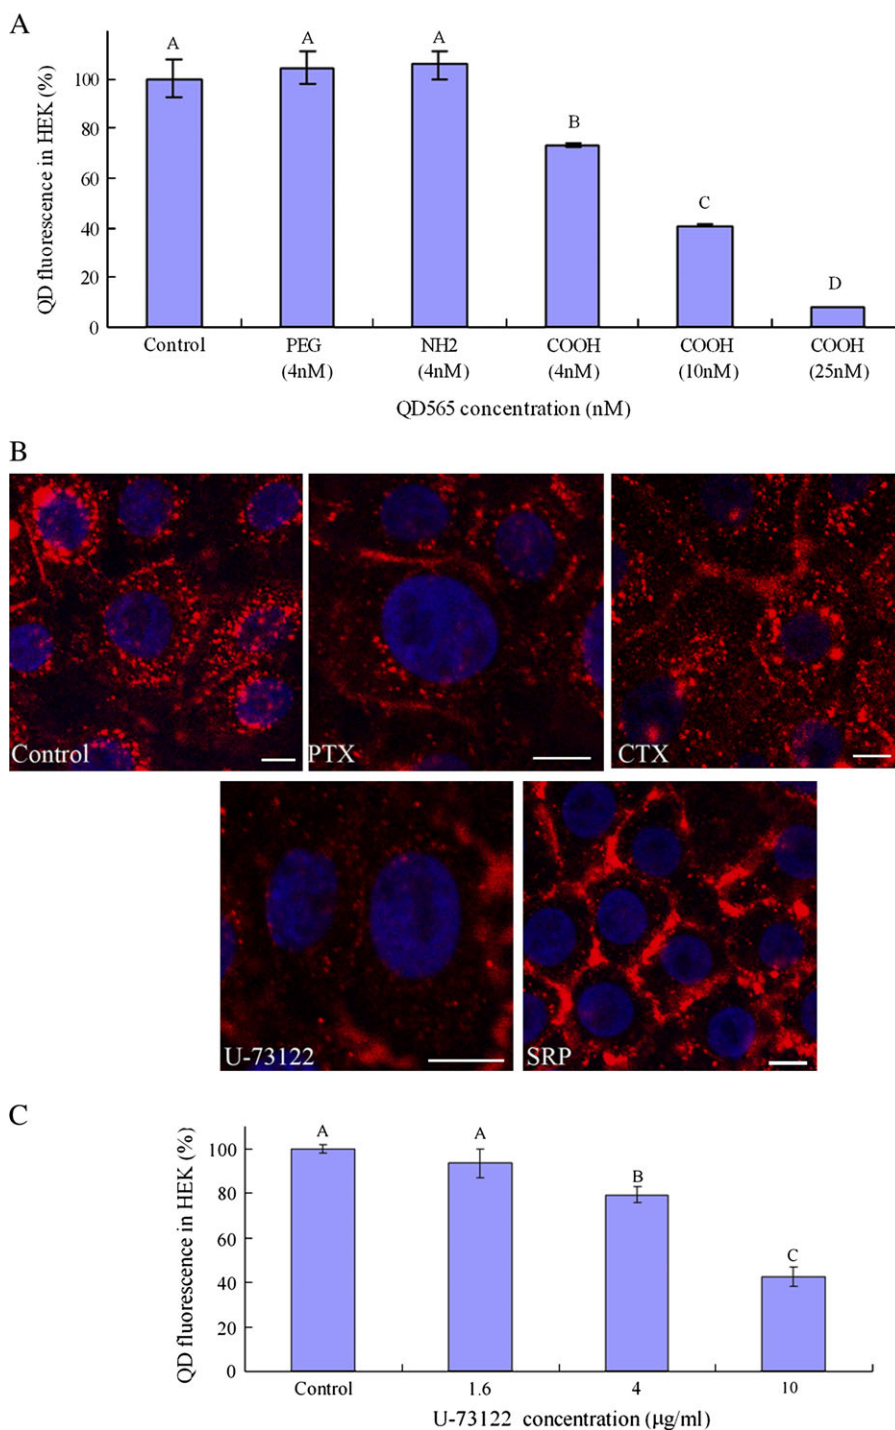 A
QD fluorescence in HEK (%)
100
80
60
40
20
0
A
A
A
B
C
D
Control
PEG
(4nM)
NH2
(4nM)
COOH
(4nM)
COOH
(10nM)
COOH
(25nM)
QD565 concentration (nM)
B
Control
PTX
CTX
U-73122
SRP
C
QD fluorescence in HEK (%)
100
80
60
40
20
0
A
A
B
C
Control
1.6
4
10
U-73122 concentration (µg/ml)